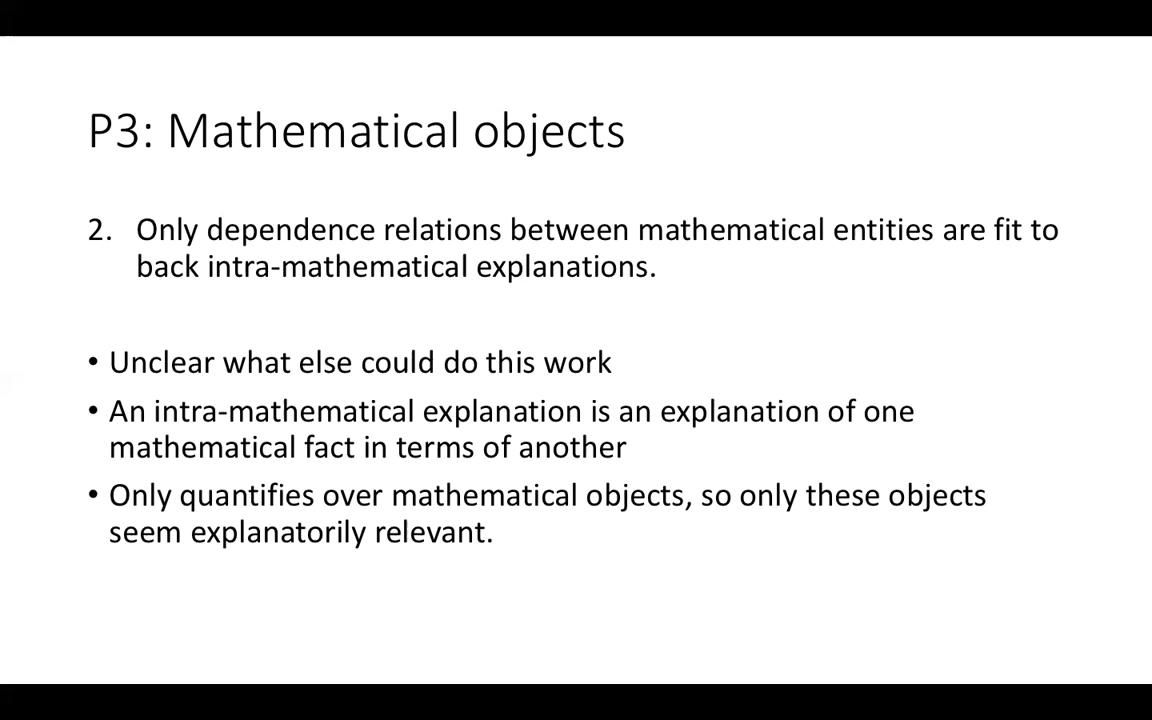 P3: Mathematical objects
2. Only dependence relations between mathematical entities are fit to
back intra-mathematical explanations.
• Unclear what else could do this work
• An intra-mathematical explanation is an explanation of one
mathematical fact in terms of another
• Only quantifies over mathematical objects, so only these objects
seem explanatorily relevant.